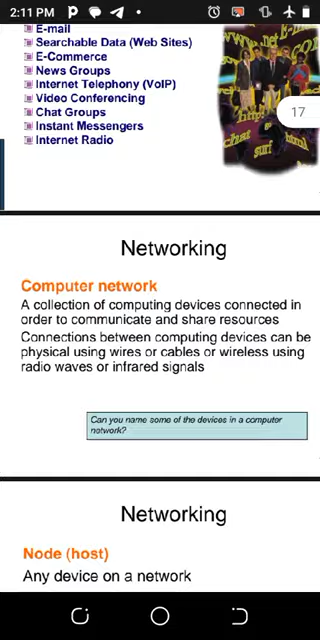 2:11 PM
E-mail
Searchable Data (Web Sites)
E-Commerce
News Groups
Internet Telephony (VoIP)
Video Conferencing
Chat Groups
Instant Messengers
Internet Radio
17
chat
surf
html
Networking
Computer network
A collection of computing devices connected in
order to communicate and share resources
Connections between computing devices can be
physical using wires or cables or wireless using
radio waves or infrared signals
Can you name some of the devices in a computer
network?
Networking
Node (host)
Any device on a network